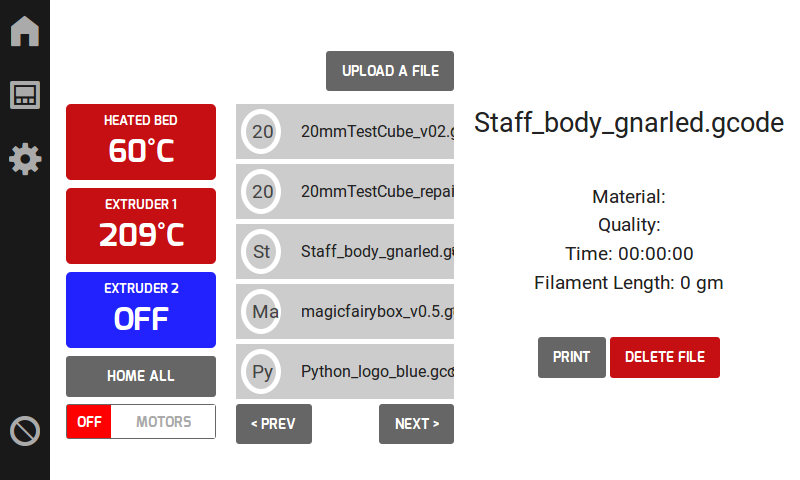 UPLOAD A FILE
HEATED BED
60°C
EXTRUDER 1
209°C
EXTRUDER 2
OFF
HOME ALL
OFF MOTORS
20 20mmTestCube_v02.g
20 20mmTestCube_repai
St Staff_body_gnarled.g
Ma magicfairybox_v0.5.g
Py Python_logo_blue.gco
< PREV NEXT >
Staff_body_gnarled.gcode
Material:
Quality:
Time: 00:00:00
Filament Length: 0 gm
PRINT DELETE FILE